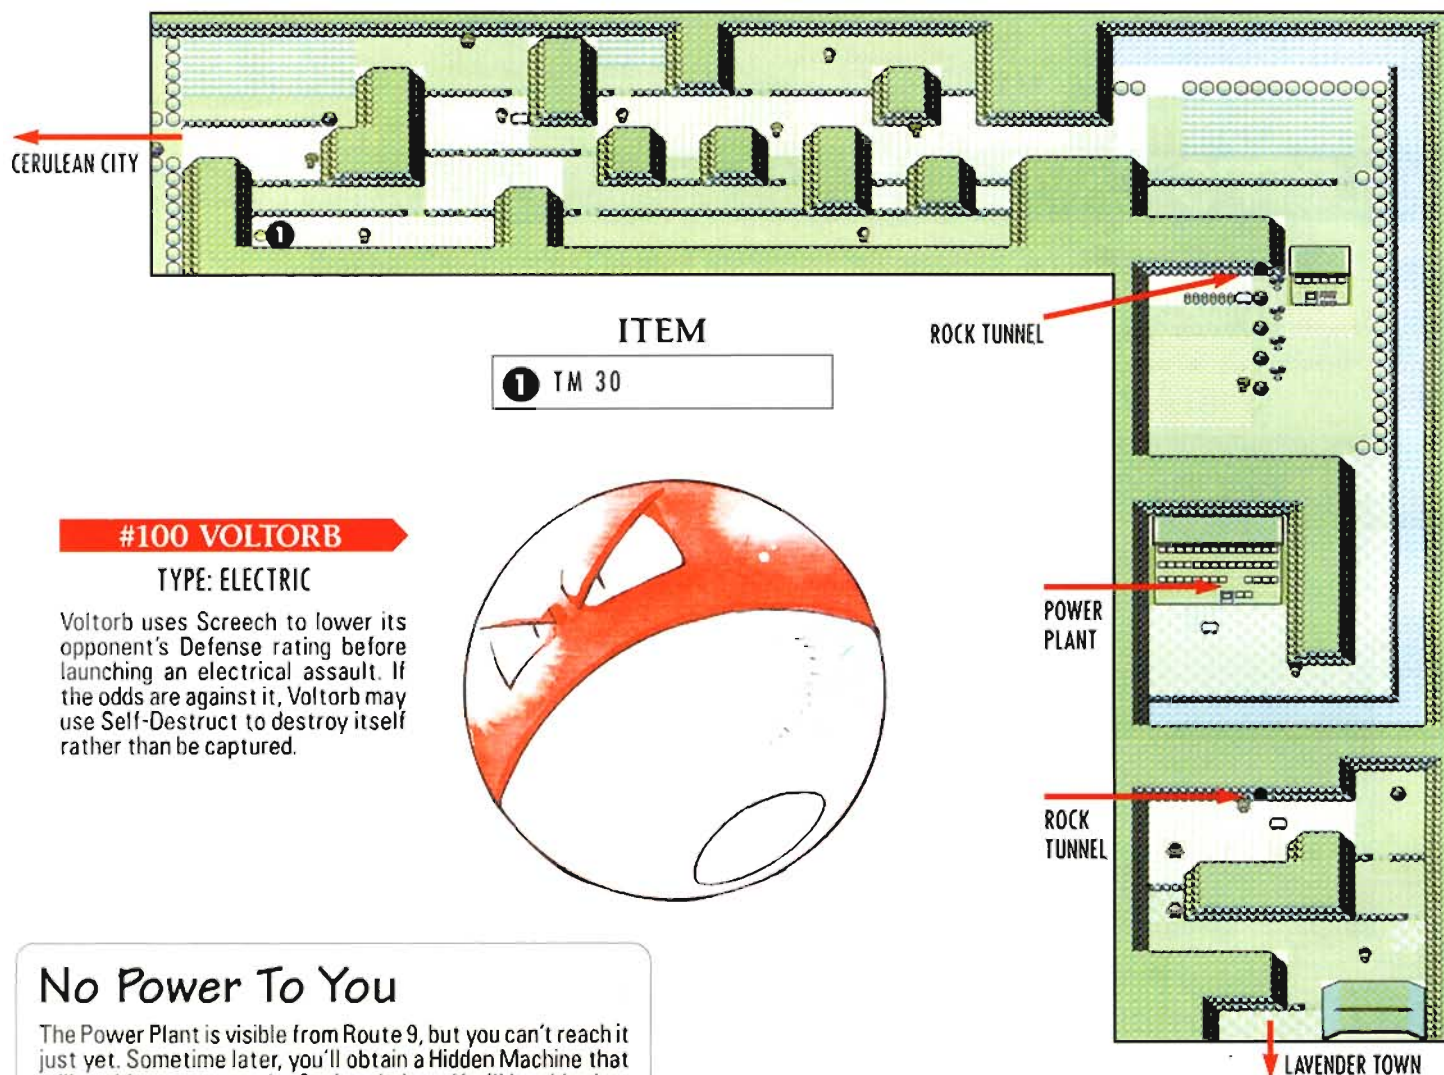 CERULEAN CITY
1
ITEM
1 TM 30
ROCK TUNNEL
#100 VOLTORB
TYPE: ELECTRIC
Voltorb uses Screech to lower its
opponent's Defense rating before
launching an electrical assault. If
the odds are against it, Voltorb may
use Self-Destruct to destroy itself
rather than be captured.
POWER
PLANT
ROCK
TUNNEL
No Power To You
The Power Plant is visible from Route 9, but you can't reach it
just yet. Sometime later, you'll obtain a Hidden Machine that
LAVENDER TOWN